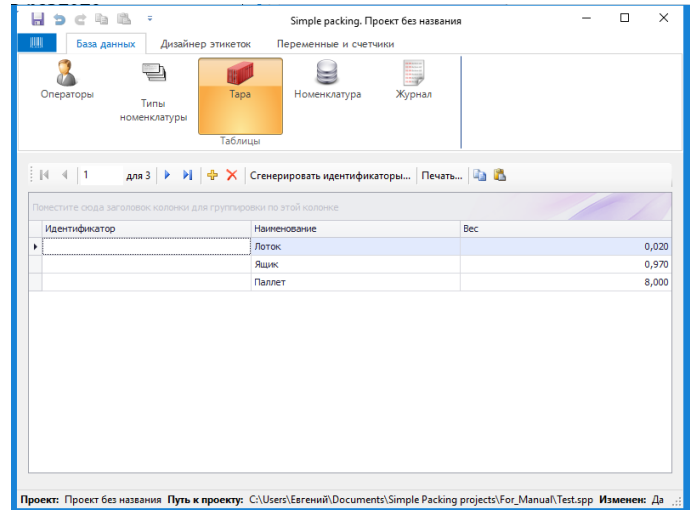 Simple packing. Проект без названия
База данных Дизайнер этикеток Переменные и счетчики
Операторы
Типы номенклатуры
Тара
Номенклатура
Журнал
Таблицы
1 для 3 Сгенерировать идентификаторы... Печать...
Поместите сюда заголовок колонки для группировки по этой колонке
Идентификатор Наименование Вес
Лоток 0,020
Ящик 0,970
Паллет 8,000
Проект: Проект без названия Путь к проекту: C:\Users\Евгений\Documents\Simple Packing projects\For_Manual\Test.spp Изменен: Да